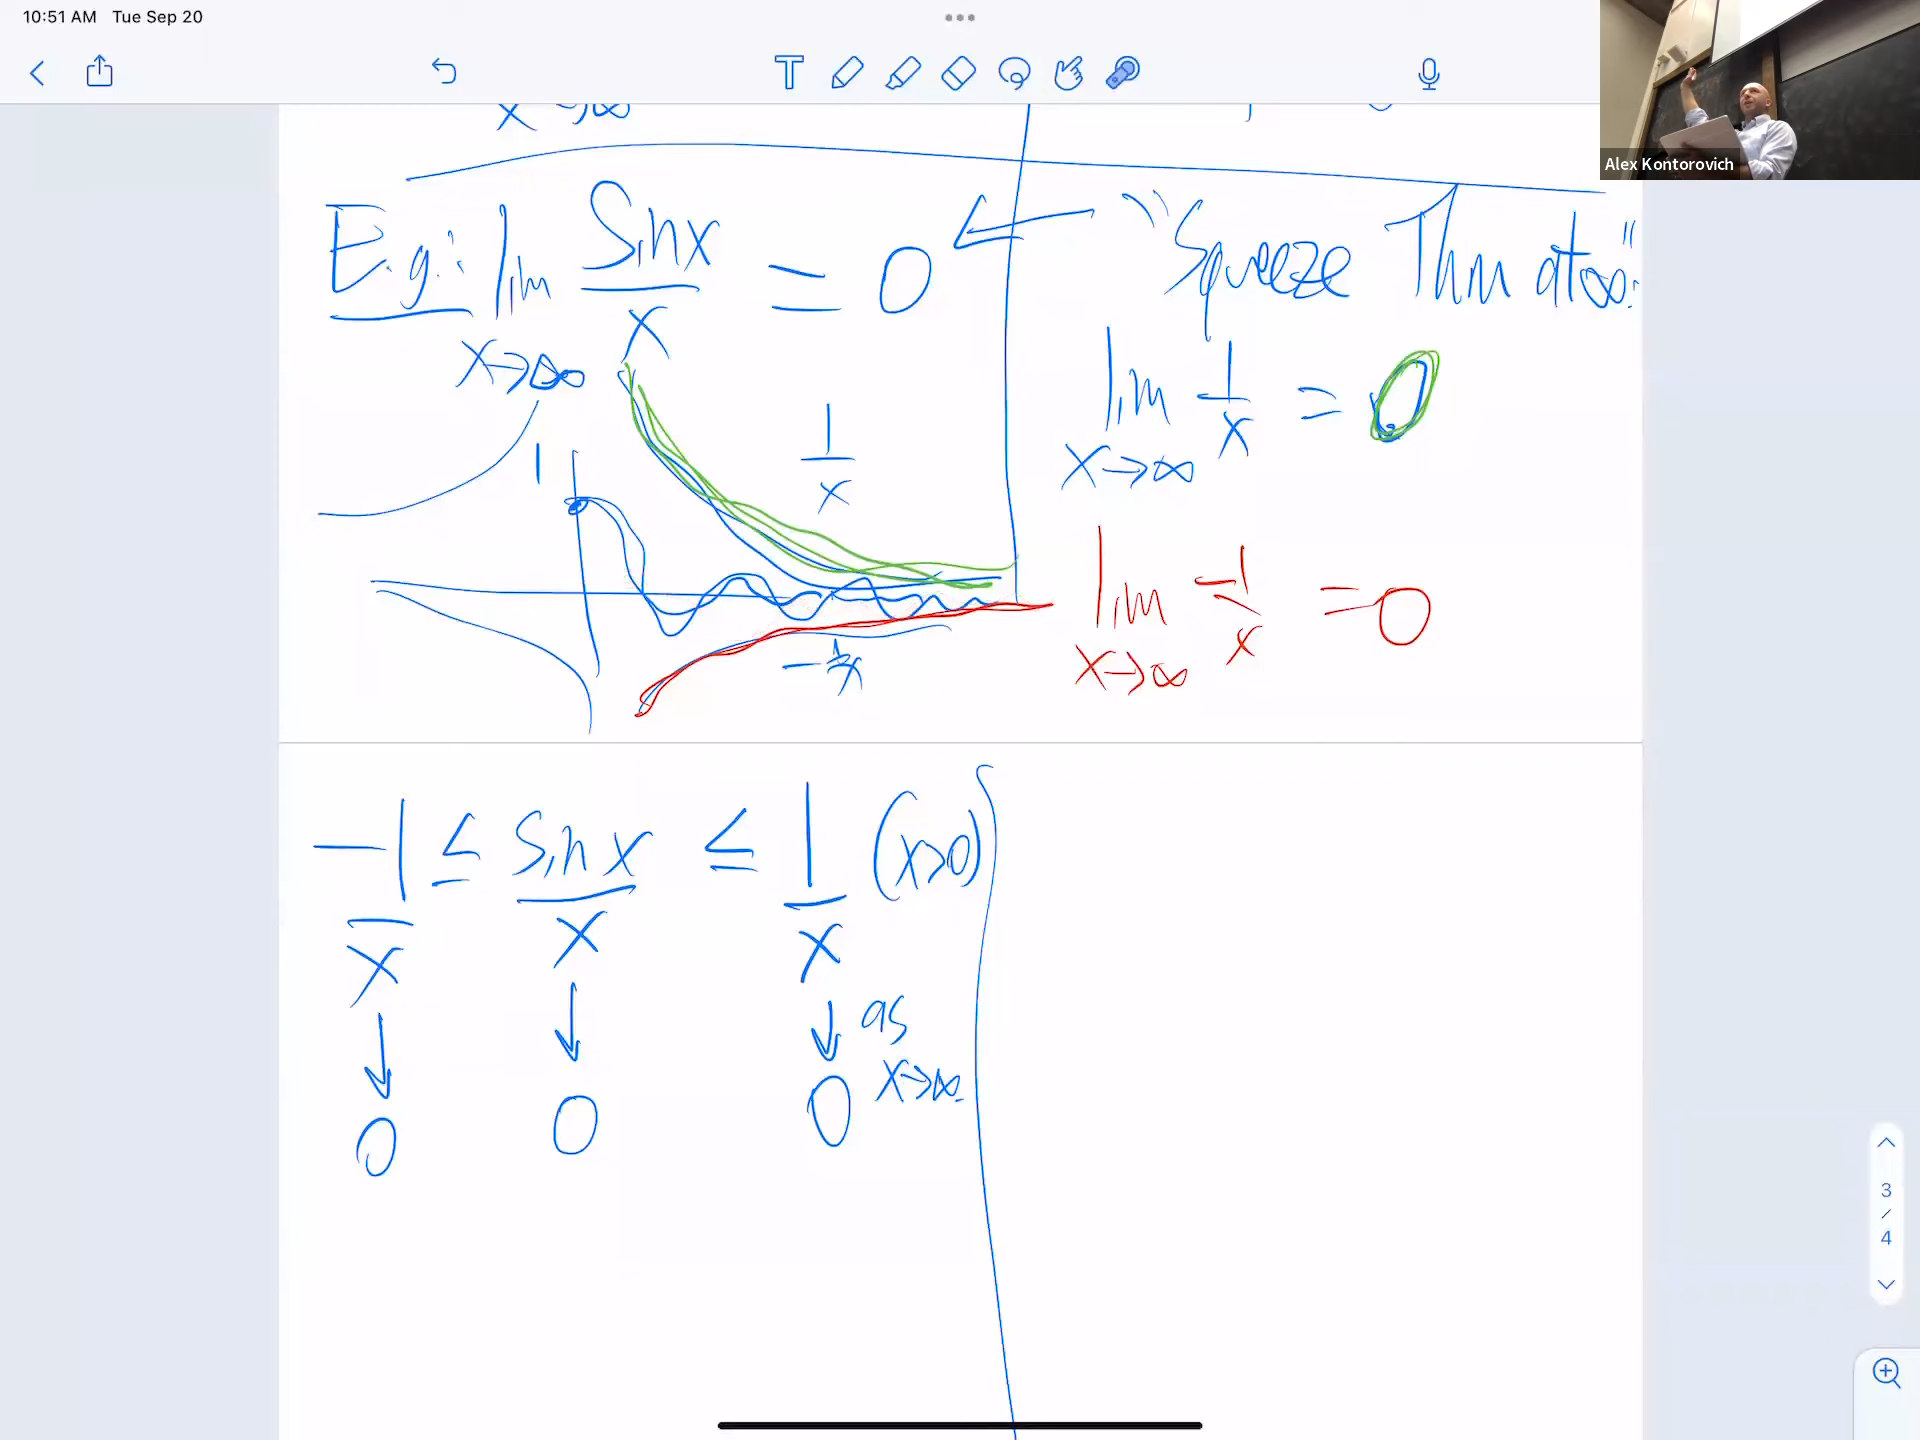 10:51 AM Tue Sep 20
Alex Kontorovich
x→∞
E.g.: lim sin x / x = 0
x→∞
"Squeeze Thm at ∞."
lim 1/x = 0
x→∞
1
1/x
lim -1/x = 0
x→∞
-1/x
-1/x ≤ sin x / x ≤ 1/x (x>0)
↓ ↓ ↓ as
0 0 0 x→∞.
3
/
4